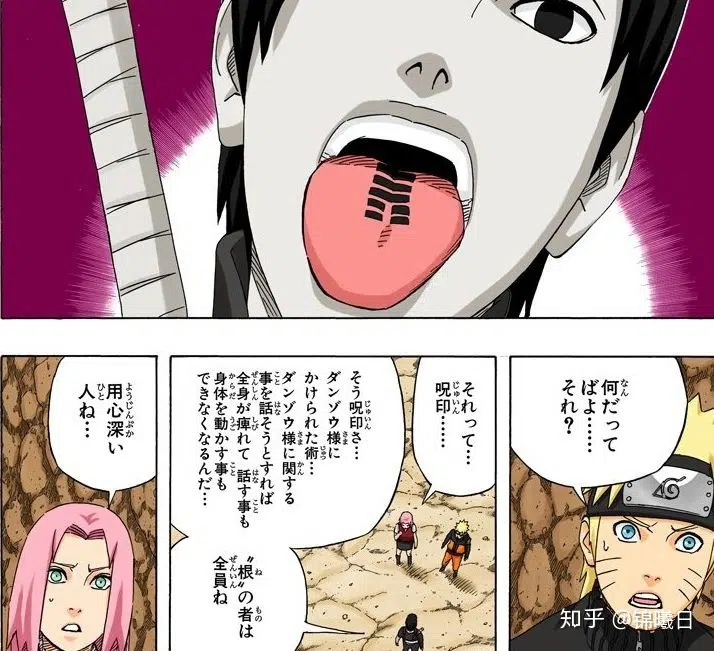 何だって
ばよ……
それ？
それって…
呪印……
そう呪印さ…
ダンゾウ様に
かけられた術…
ダンゾウ様に関する
事を話そうとすれば
全身が痺れて 話す事も
身体を動かす事も
できなくなるんだ…
〝根〟の者は
全員ね
用心深い
人ね…
知乎 @锦曦日